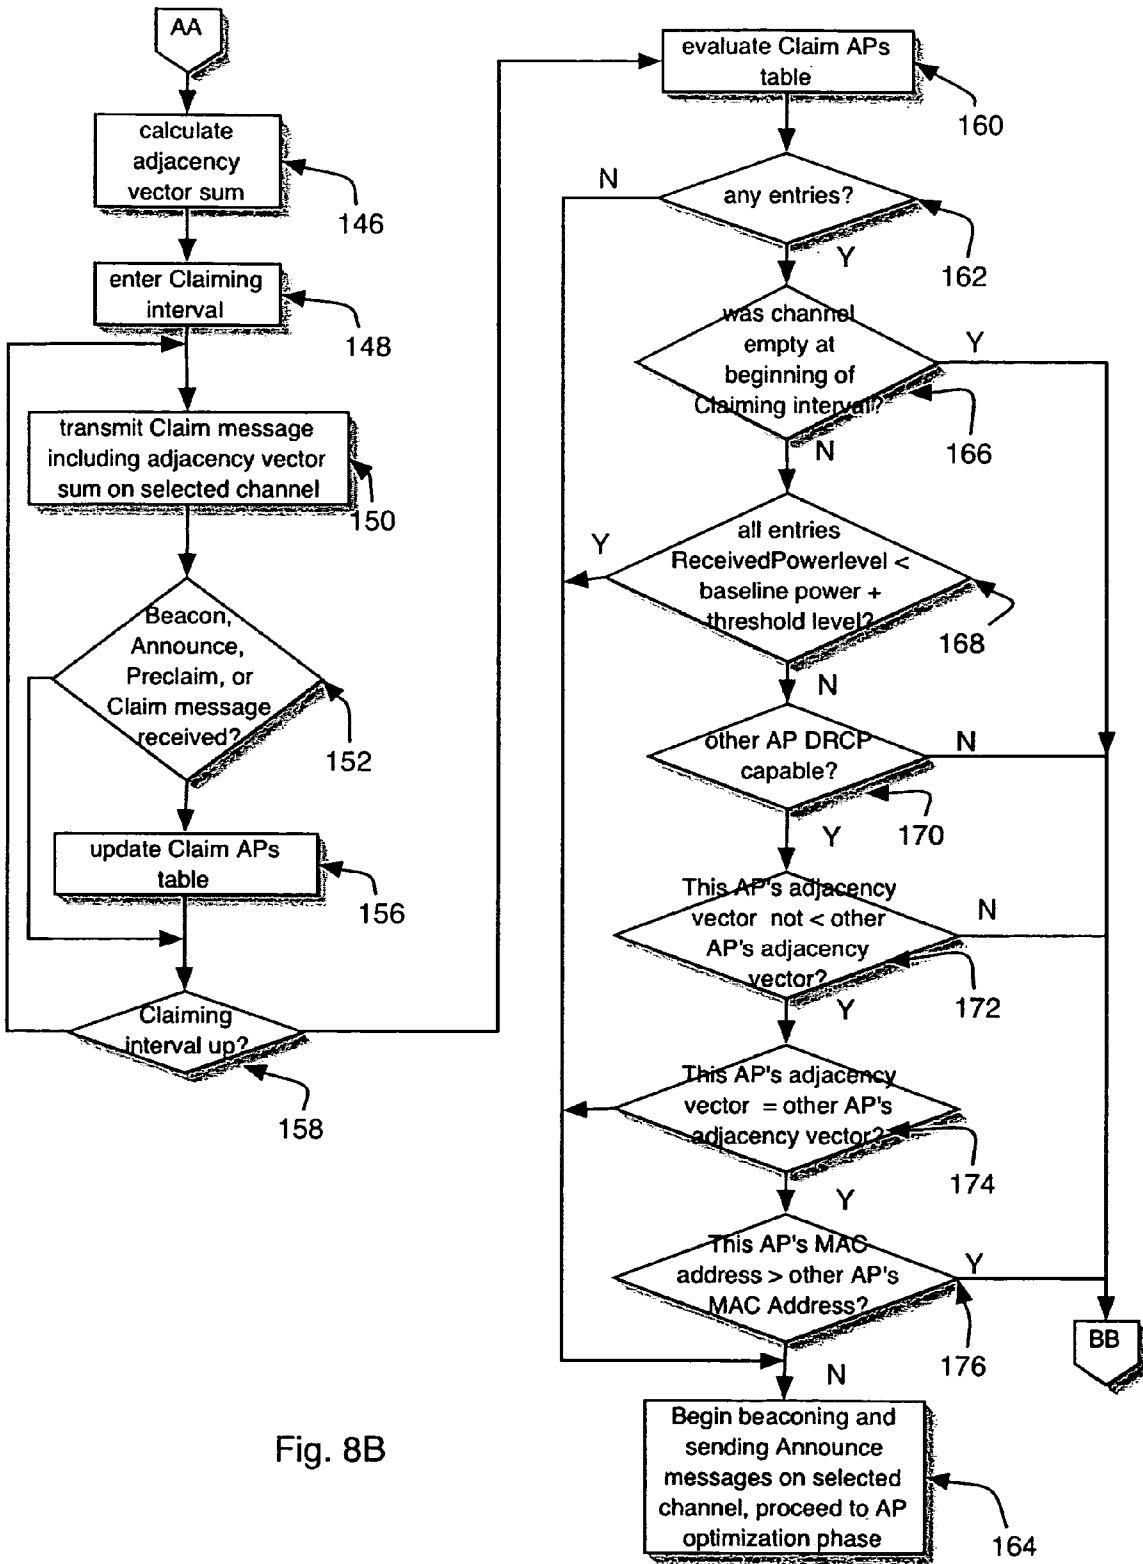 AA
calculate
adjacency
vector sum
146
enter Claiming
interval
148
transmit Claim message
including adjacency vector
sum on selected channel
150
Beacon,
Announce,
Preclaim, or
Claim message
received?
152
update Claim APs
table
156
Claiming
interval up?
158
evaluate Claim APs
table
160
N
any entries?
162
Y
was channel
empty at
beginning of
Claiming interval?
Y
166
N
all entries
ReceivedPowerlevel <
baseline power +
threshold level?
Y
168
N
other AP DRCP
capable?
N
170
Y
This AP's adjacency
vector not < other
AP's adjacency
vector?
N
172
Y
This AP's adjacency
vector = other AP's
adjacency vector?
174
Y
This AP's MAC
address > other AP's
MAC Address?
Y
176
BB
N
Begin beaconing and
sending Announce
messages on selected
channel, proceed to AP
optimization phase
164
Fig. 8B